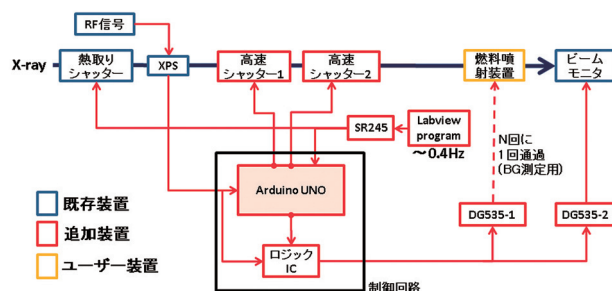 RF信号
X-ray
熱取り
シャッター
XPS
高速
シャッター1
高速
シャッター2
燃料噴
射装置
ビーム
モニタ
SR245
Labview
program
～0.4Hz
N回に
1回通過
(BG測定用)
Arduino UNO
既存装置
追加装置
ユーザー装置
ロジック
IC
DG535-1
DG535-2
制御回路